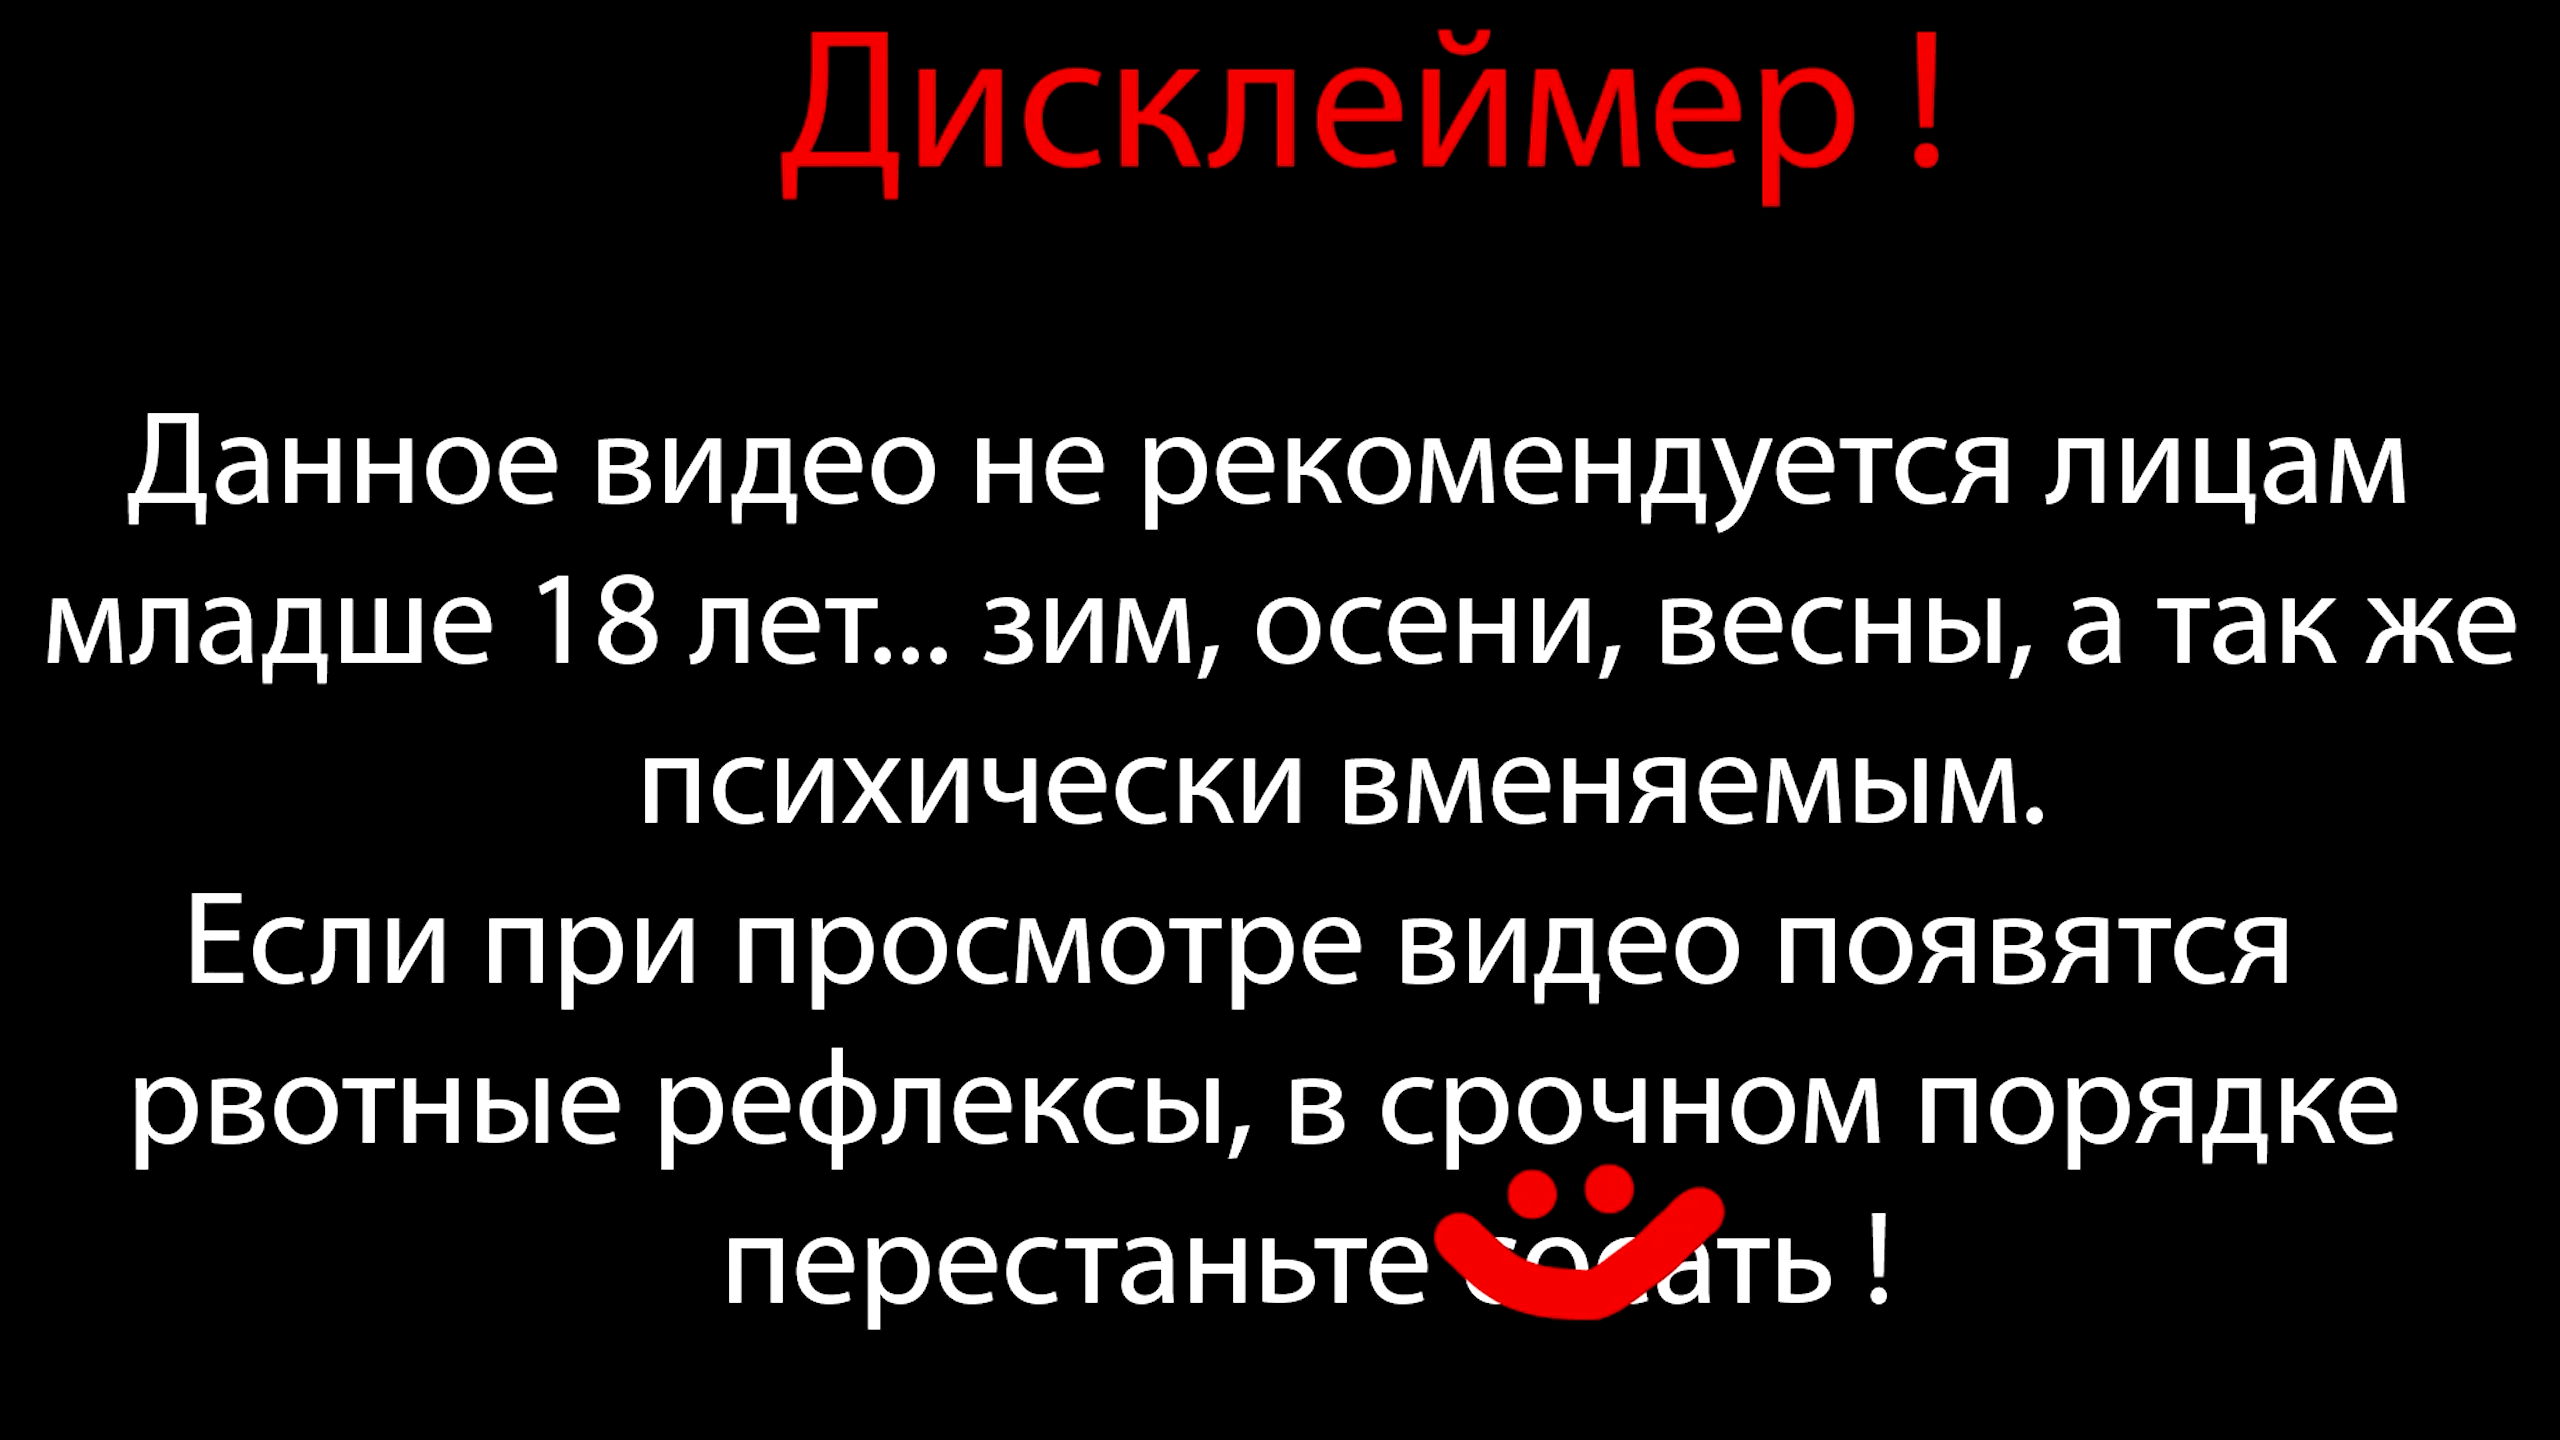 Дисклеймер !
Данное видео не рекомендуется лицам
младше 18 лет... зим, осени, весны, а так же
психически вменяемым.
Если при просмотре видео появятся
рвотные рефлексы, в срочном порядке
перестаньте сосать !